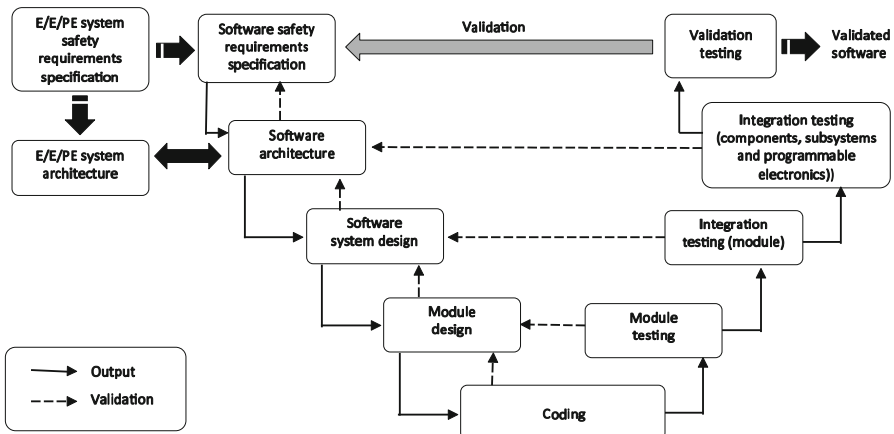 E/E/PE system
safety
requirements
specification
Software safety
requirements
specification
Validation
Validation
testing
Validated
software
E/E/PE system
architecture
Software
architecture
Integration testing
(components, subsystems
and programmable
electronics))
Software
system design
Integration
testing (module)
Module
design
Module
testing
Coding
Output
Validation